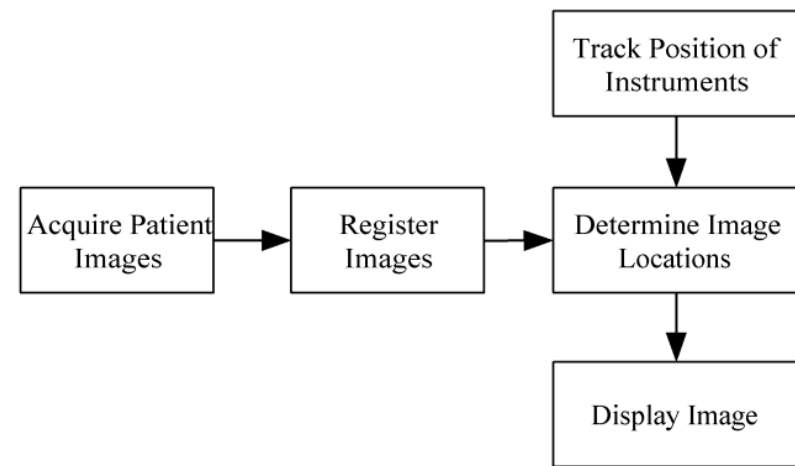 Track Position of
Instruments
Acquire Patient
Images
Register
Images
Determine Image
Locations
Display Image